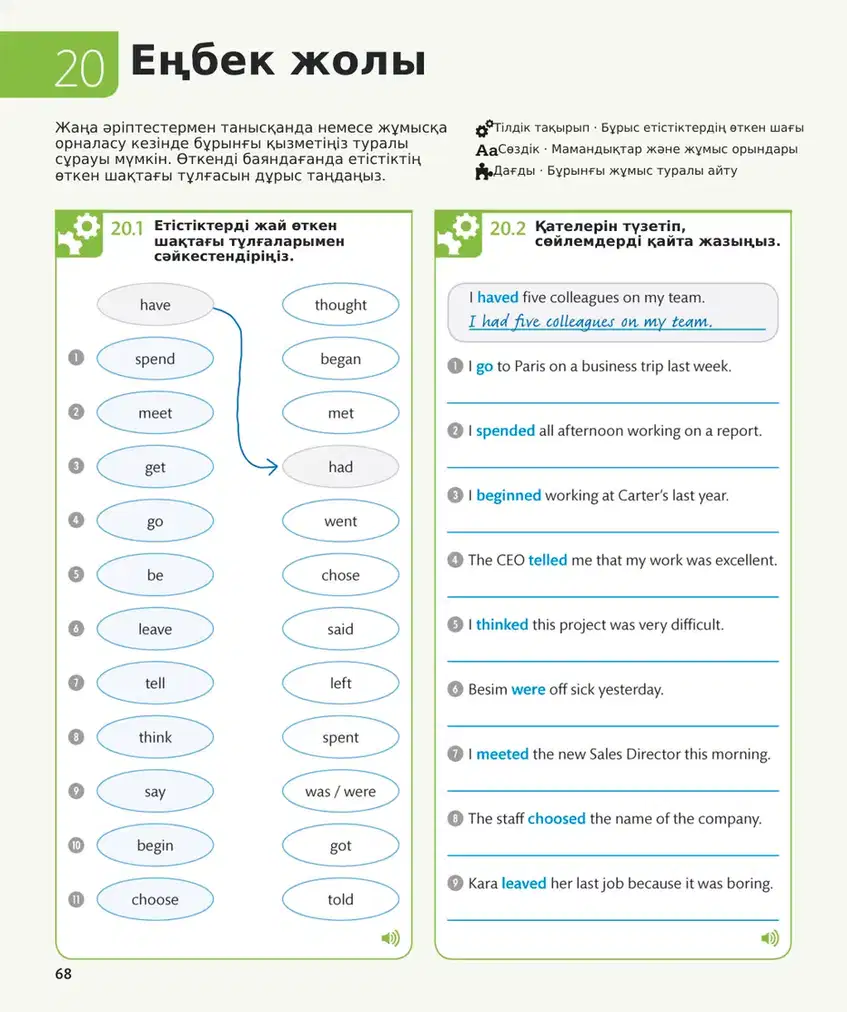 20 Еңбек жолы
Жаңа әріптестермен танысқанда немесе жұмысқа
орналасу кезінде бұрынғы қызметіңіз туралы
сұрауы мүмкін. Өткенді баяндағанда етістіктің
өткен шақтағы тұлғасын дұрыс таңдаңыз.
Тілдік тақырып · Бұрыс етістіктердің өткен шағы
Aa Сөздік · Мамандықтар және жұмыс орындары
Дағды · Бұрынғы жұмыс туралы айту
20.1 Етістіктерді жай өткен
шақтағы тұлғаларымен
сәйкестендіріңіз.
have thought
1 spend began
2 meet met
3 get had
4 go went
5 be chose
6 leave said
7 tell left
8 think spent
9 say was / were
10 begin got
11 choose told
20.2 Қателерін түзетіп,
сөйлемдерді қайта жазыңыз.
I haved five colleagues on my team.
I had five colleagues on my team.
1 I go to Paris on a business trip last week.
2 I spended all afternoon working on a report.
3 I beginned working at Carter's last year.
4 The CEO telled me that my work was excellent.
5 I thinked this project was very difficult.
6 Besim were off sick yesterday.
7 I meeted the new Sales Director this morning.
8 The staff choosed the name of the company.
9 Kara leaved her last job because it was boring.
68